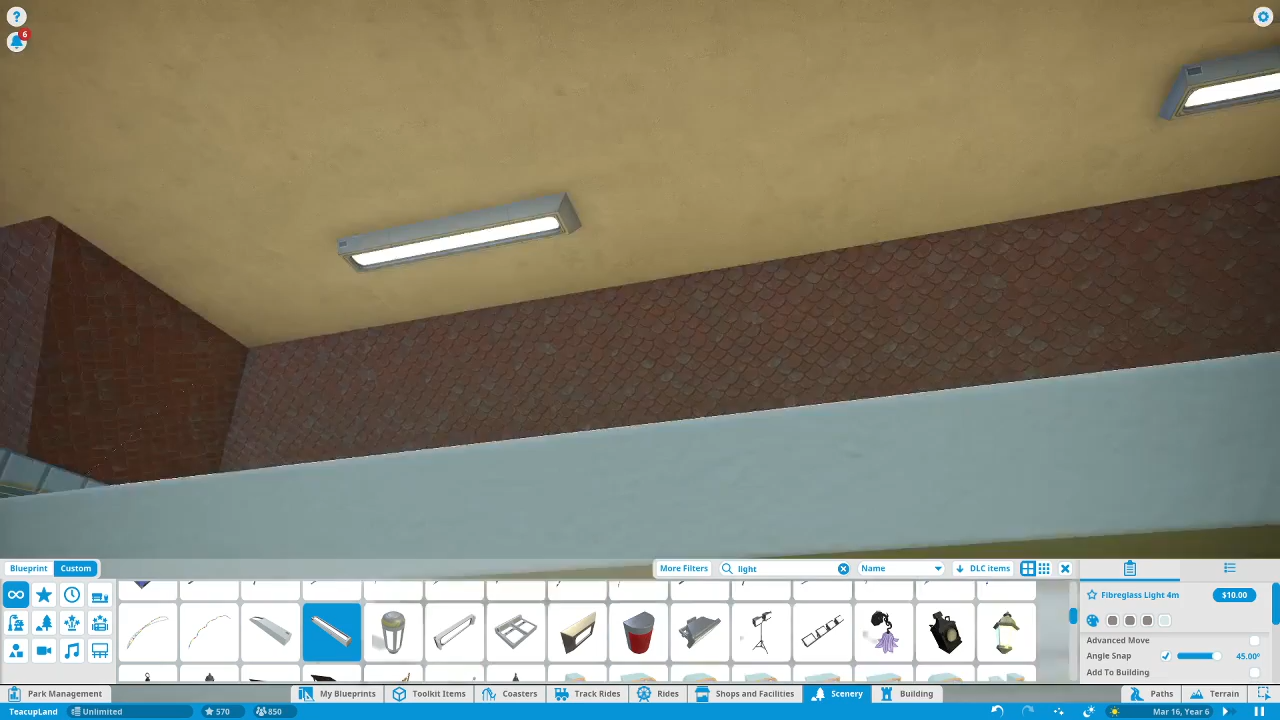 ?
6
Blueprint Custom More Filters light Name DLC items
Fibreglass Light 4m $10.00
Advanced Move
Angle Snap 45.00°
Add To Building
Park Management My Blueprints Toolkit Items Coasters Track Rides Rides Shops and Facilities Scenery Building Paths Terrain
TeacupLand Unlimited 570 850 Mar 16, Year 6